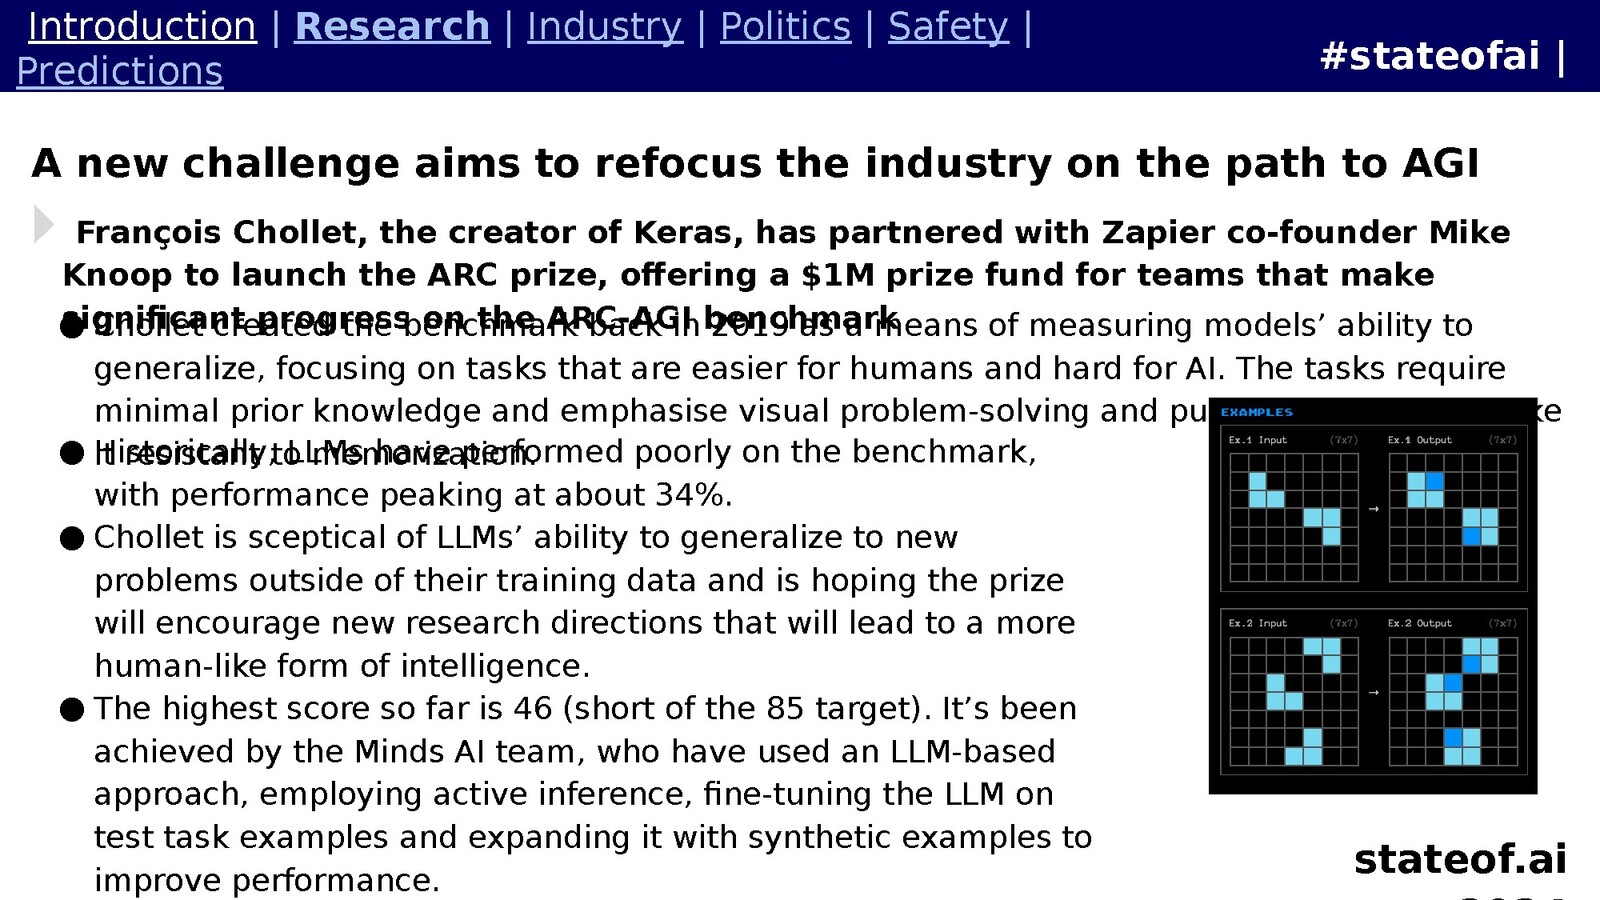 Introduction | Research | Industry | Politics | Safety |
Predictions
#stateofai |
A new challenge aims to refocus the industry on the path to AGI
François Chollet, the creator of Keras, has partnered with Zapier co-founder Mike
Knoop to launch the ARC prize, offering a $1M prize fund for teams that make
significant progress on the ARC-AGI benchmark
● Chollet created the benchmark back in 2019 as a means of measuring models’ ability to
generalize, focusing on tasks that are easier for humans and hard for AI. The tasks require
minimal prior knowledge and emphasise visual problem-solving and
it resistant to memorization.
● Historically, LLMs have performed poorly on the benchmark,
with performance peaking at about 34%.
● Chollet is sceptical of LLMs’ ability to generalize to new
problems outside of their training data and is hoping the prize
will encourage new research directions that will lead to a more
human-like form of intelligence.
● The highest score so far is 46 (short of the 85 target). It’s been
achieved by the Minds AI team, who have used an LLM-based
approach, employing active inference, fine-tuning the LLM on
test task examples and expanding it with synthetic examples to
improve performance.
EXAMPLES
Ex.1 Input (7x7) Ex.1 Output (7x7)
→
Ex.2 Input (7x7) Ex.2 Output (7x7)
→
stateof.ai